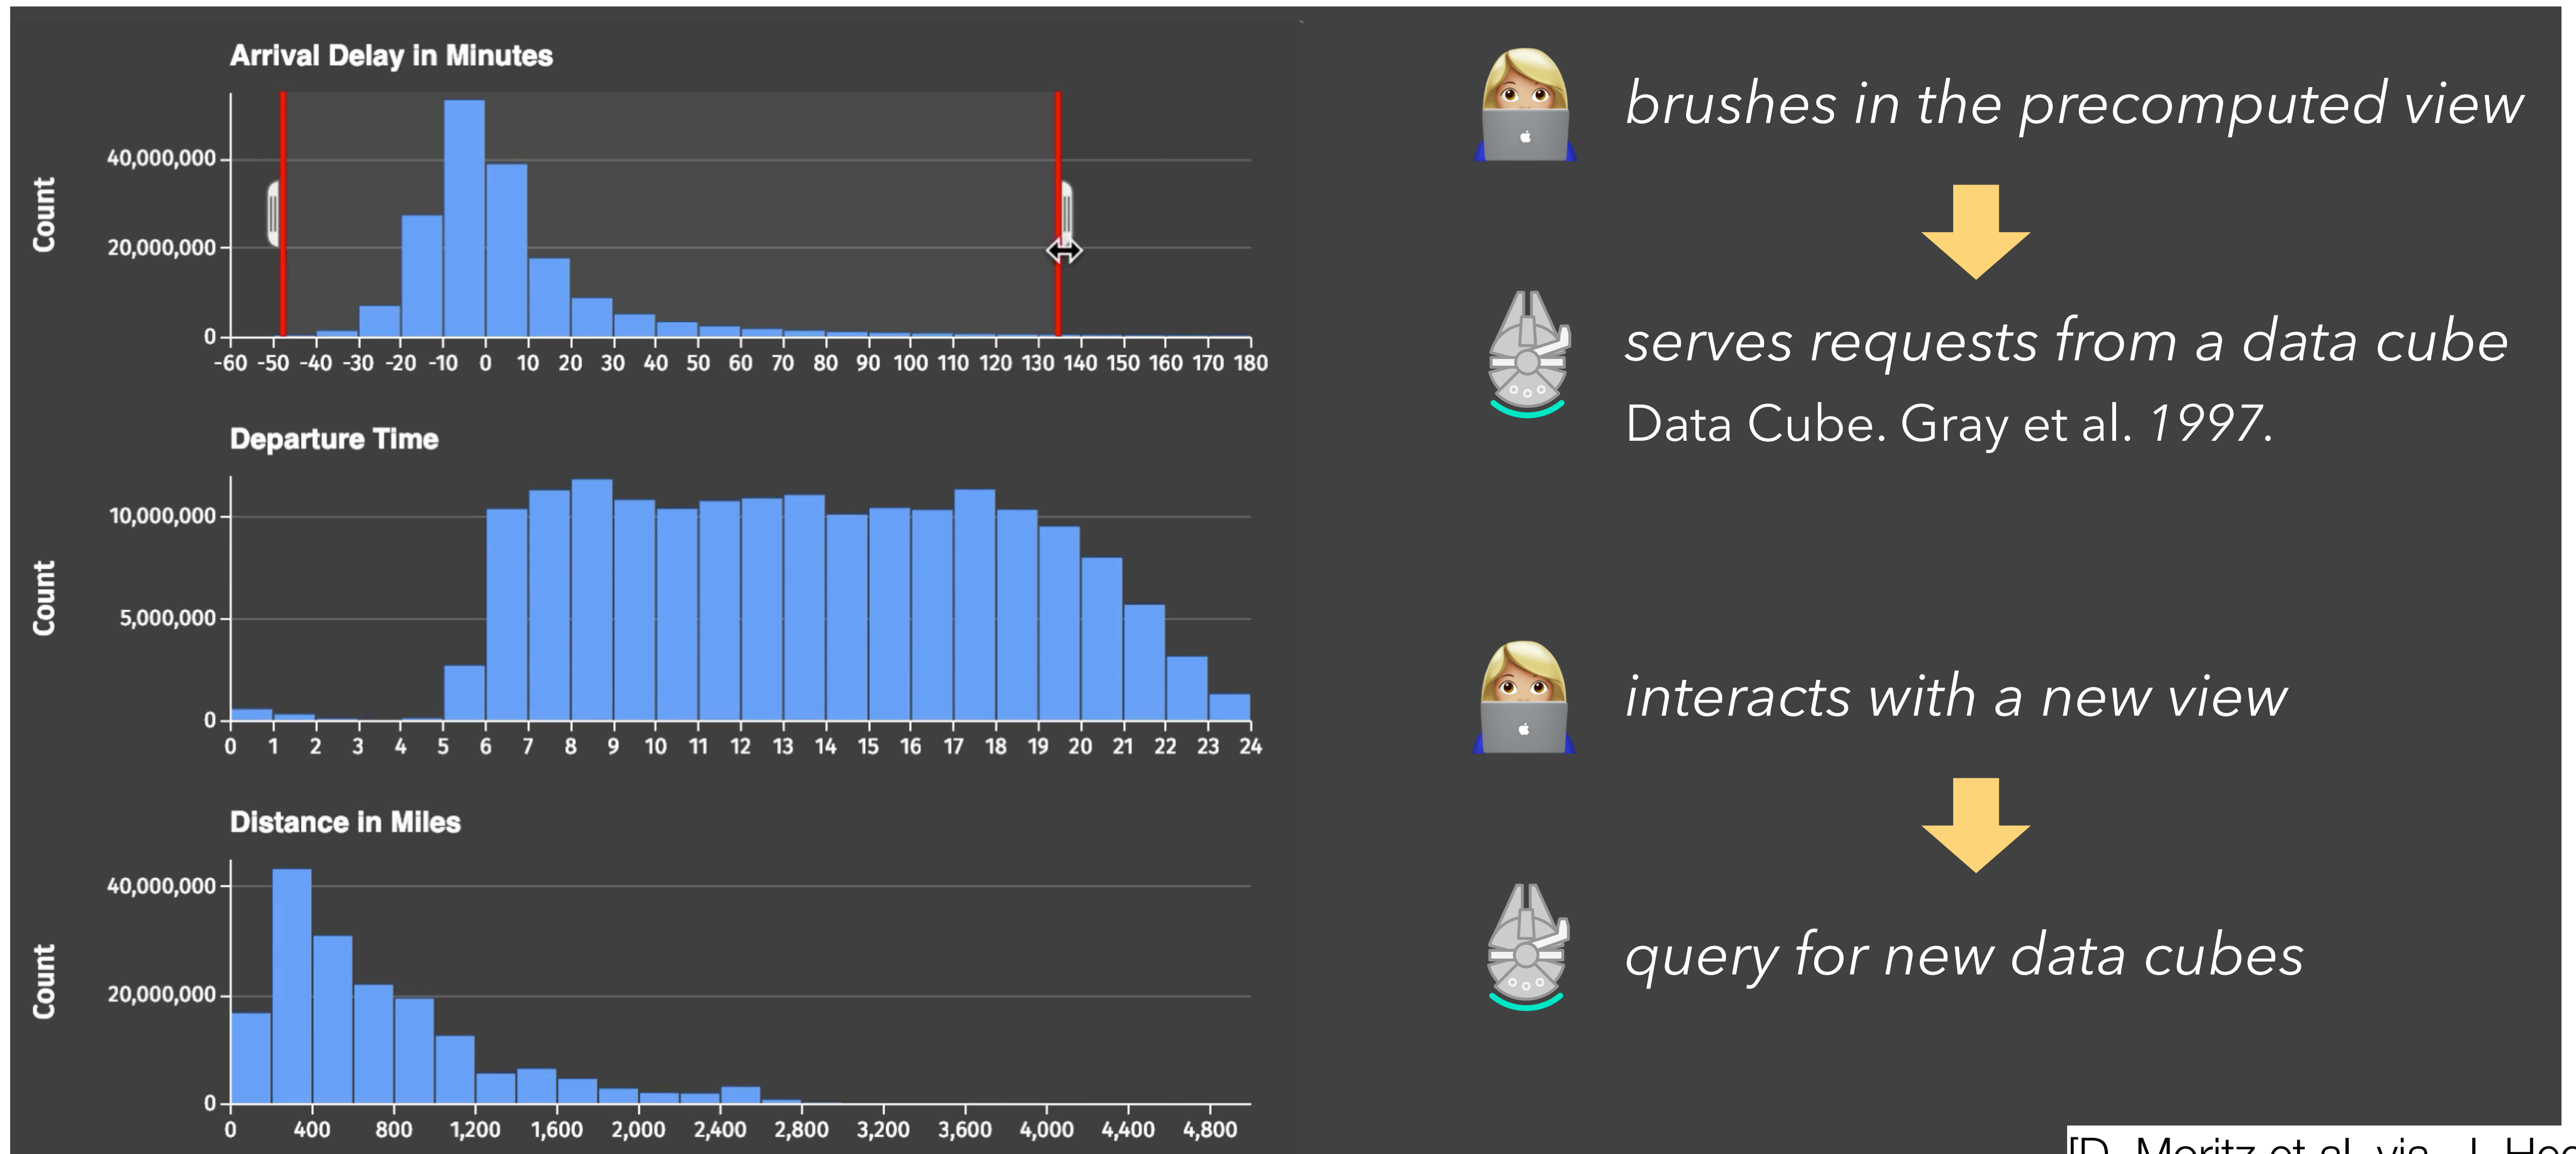 Arrival Delay in Minutes
Count
40,000,000
20,000,000
0
-60 -50 -40 -30 -20 -10 0 10 20 30 40 50 60 70 80 90 100 110 120 130 140 150 160 170 180
Departure Time
Count
10,000,000
5,000,000
0
0 1 2 3 4 5 6 7 8 9 10 11 12 13 14 15 16 17 18 19 20 21 22 23 24
Distance in Miles
Count
40,000,000
20,000,000
0
0 400 800 1,200 1,600 2,000 2,400 2,800 3,200 3,600 4,000 4,400 4,800
brushes in the precomputed view
serves requests from a data cube
Data Cube. Gray et al. 1997.
interacts with a new view
query for new data cubes
[D. Moritz et al. via J.